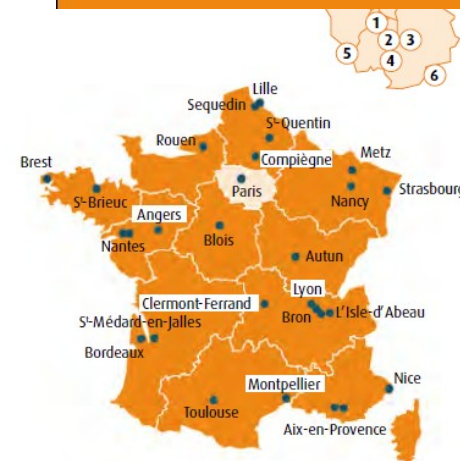 1
2 3
5
4
6
Lille
Sequedin
St-Quentin
Rouen
Compiègne
Metz
Brest
Paris
Strasbourg
Nancy
St-Brieuc
Angers
Blois
Nantes
Autun
Lyon
Clermont-Ferrand
L'Isle-d'Abeau
Bron
St-Médard-en-Jalles
Bordeaux
Nice
Montpellier
Toulouse
Aix-en-Provence